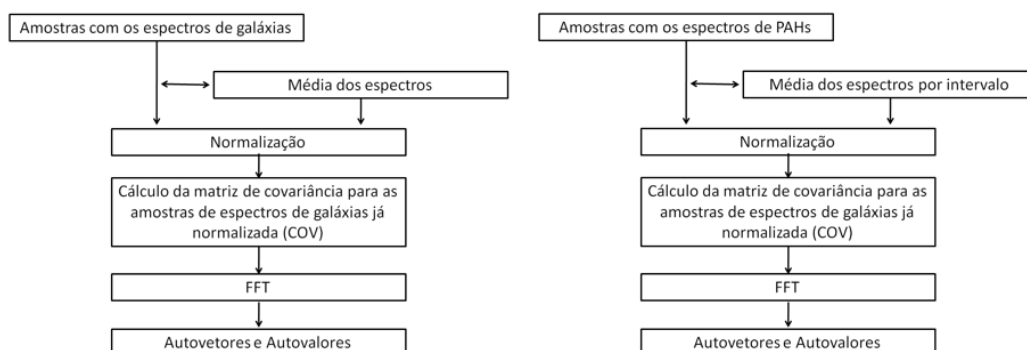 Amostras com os espectros de galáxias
Média dos espectros
Normalização
Cálculo da matriz de covariância para as
amostras de espectros de galáxias já
normalizada (COV)
FFT
Autovetores e Autovalores
Amostras com os espectros de PAHs
Média dos espectros por intervalo
Normalização
Cálculo da matriz de covariância para as
amostras de espectros de galáxias já
normalizada (COV)
FFT
Autovetores e Autovalores